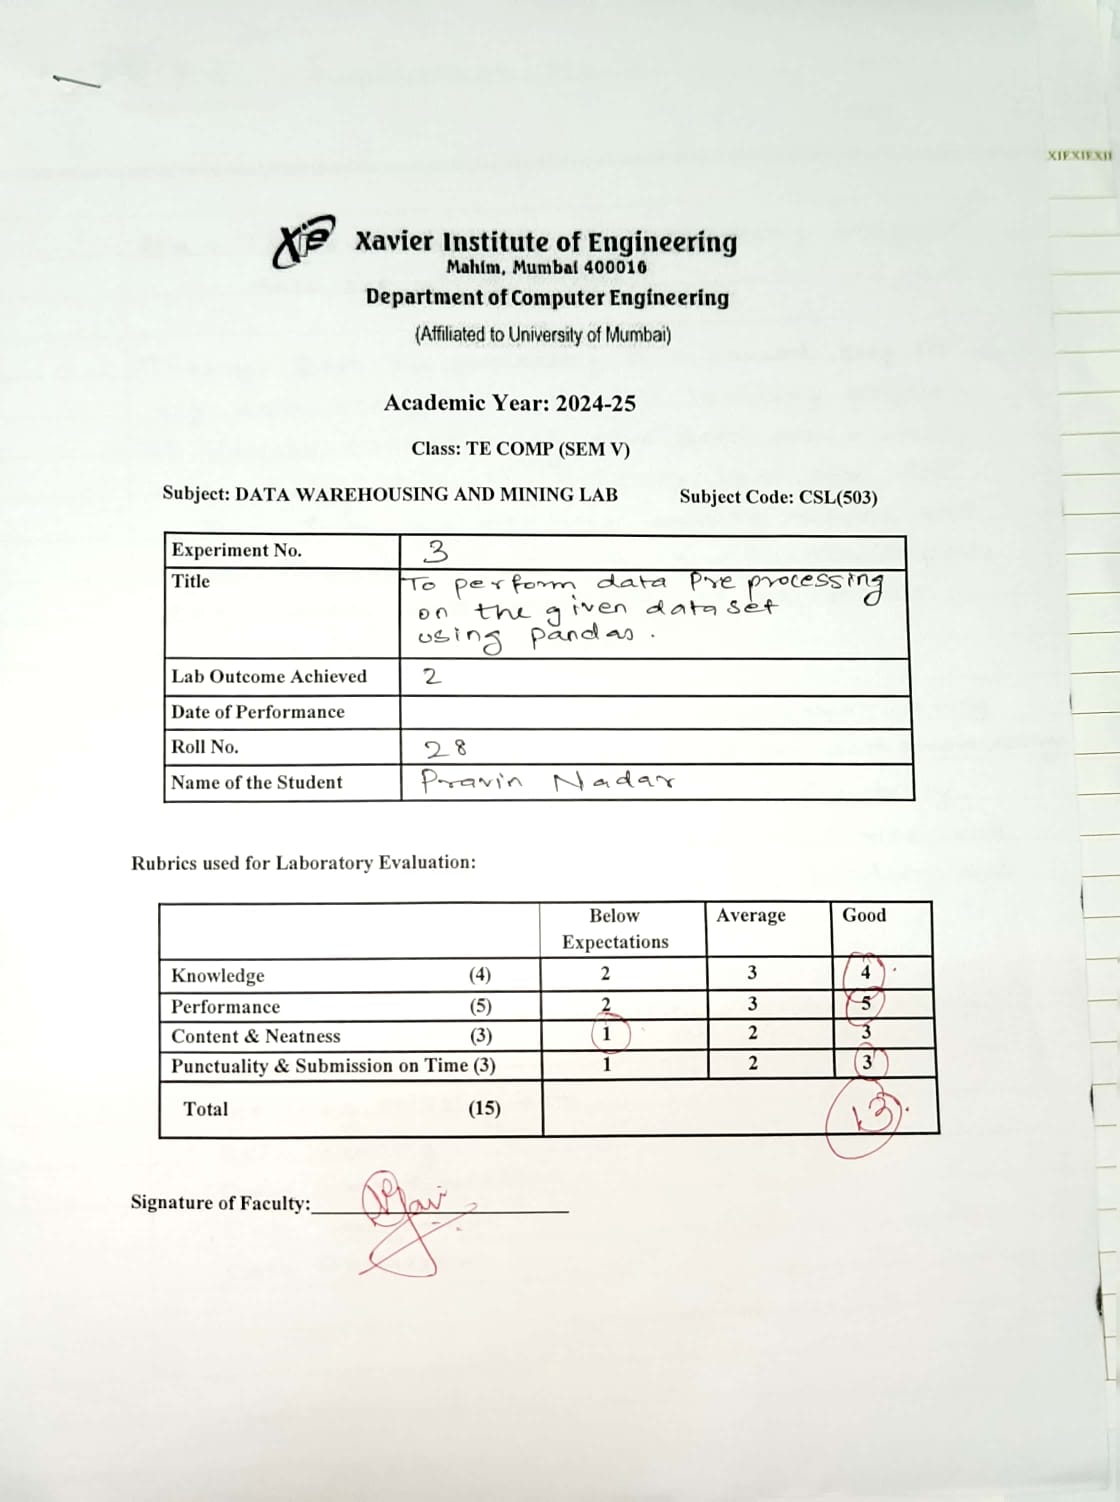 XIEXIEXII
Xie Xavier Institute of Engineering
Mahim, Mumbai 400016
Department of Computer Engineering
(Affiliated to University of Mumbai)
Academic Year: 2024-25
Class: TE COMP (SEM V)
Subject: DATA WAREHOUSING AND MINING LAB Subject Code: CSL(503)
Experiment No. 3
Title To perform data Pre processing
on the given dataset
using pandas.
Lab Outcome Achieved 2
Date of Performance
Roll No. 28
Name of the Student Pravin Nadar
Rubrics used for Laboratory Evaluation:
Below Average Good
Expectations
Knowledge (4) 2 3 4
Performance (5) 2 3 5
Content & Neatness (3) 1 2 3
Punctuality & Submission on Time (3) 1 2 3
Total (15) 13
Signature of Faculty: